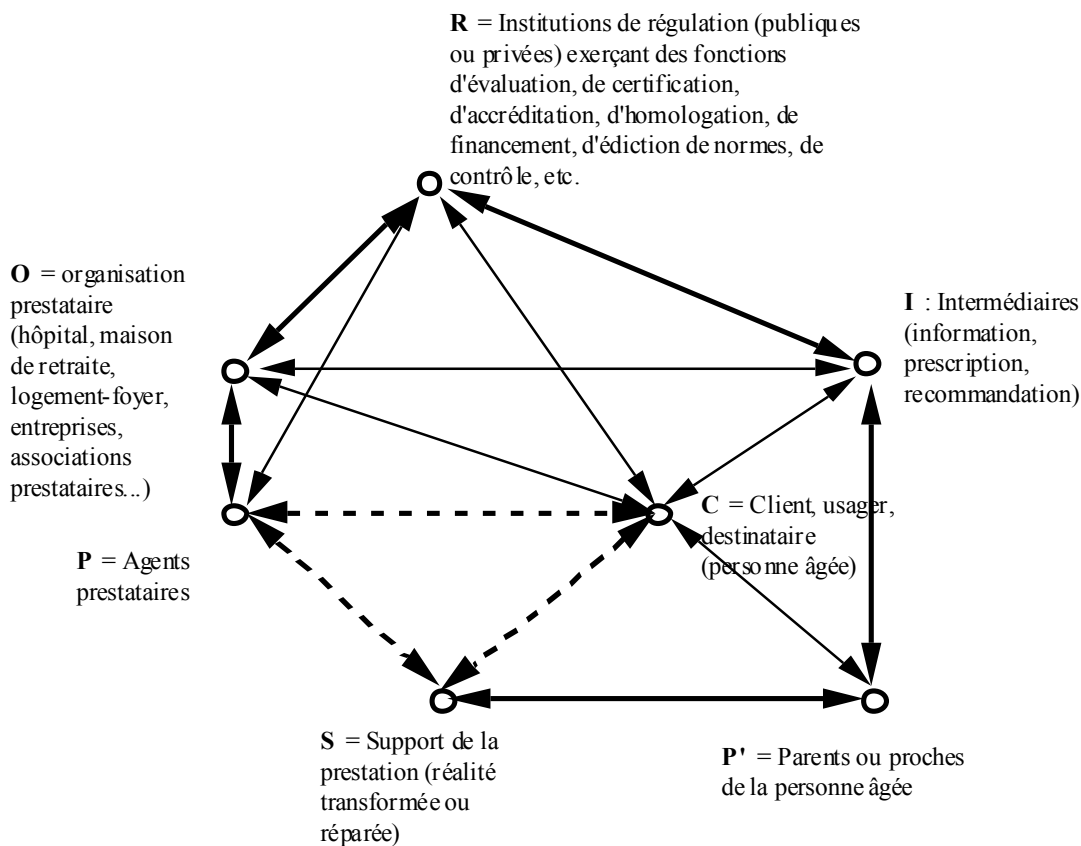 R = Institutions de régulation (publiques
ou privées) exerçant des fonctions
d'évaluation, de certification,
d'accréditation, d'homologation, de
financement, d'édiction de normes, de
contrôle, etc.
O = organisation
prestataire
(hôpital, maison
de retraite,
logement-foyer,
entreprises,
associations
prestataires...)
I : Intermédiaires
(information,
prescription,
recommandation)
C = Client, usager,
destinataire
(personne âgée)
P = Agents
prestataires
S = Support de la
prestation (réalité
transformée ou
réparée)
P' = Parents ou proches
de la personne âgée